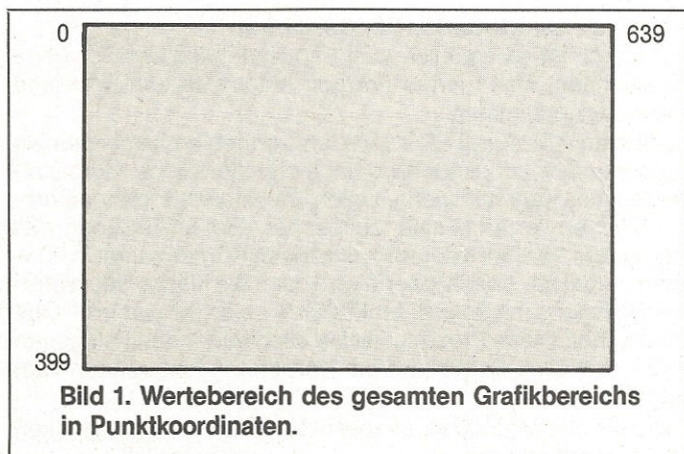 0 639
399
Bild 1. Wertebereich des gesamten Grafikbereichs
in Punktkoordinaten.